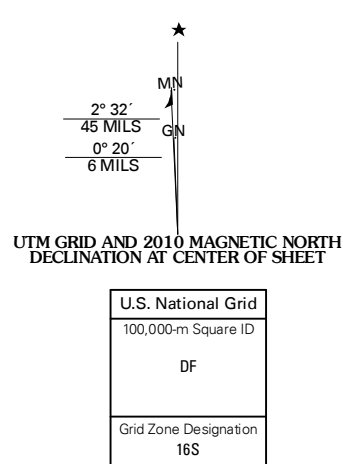 MN
2° 32´
45 MILS
GN
0° 20´
6 MILS
UTM GRID AND 2010 MAGNETIC NORTH
DECLINATION AT CENTER OF SHEET
U.S. National Grid
100,000-m Square ID
DF
Grid Zone Designation
16S